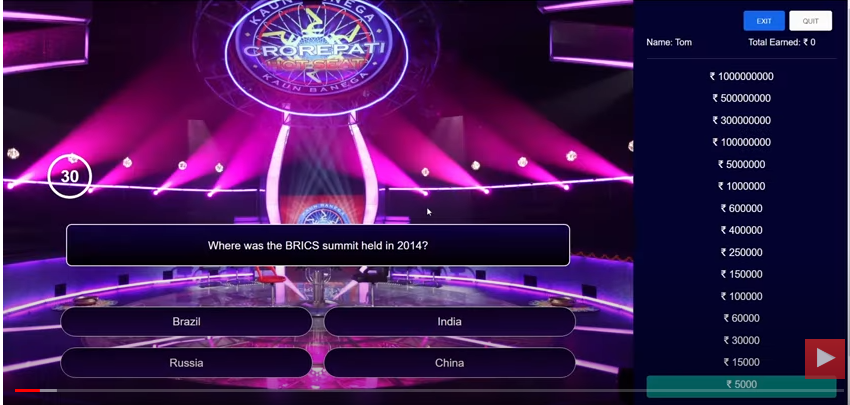 KAUN BANEGA
CROREPATI
HOT SEAT
KAUN BANEGA
EXIT
QUIT
Name: Tom
Total Earned: ₹ 0
₹ 1000000000
₹ 500000000
₹ 300000000
₹ 100000000
₹ 5000000
₹ 1000000
₹ 600000
₹ 400000
₹ 250000
₹ 150000
₹ 100000
₹ 60000
₹ 30000
₹ 15000
₹ 5000
30
Where was the BRICS summit held in 2014?
Brazil
India
Russia
China